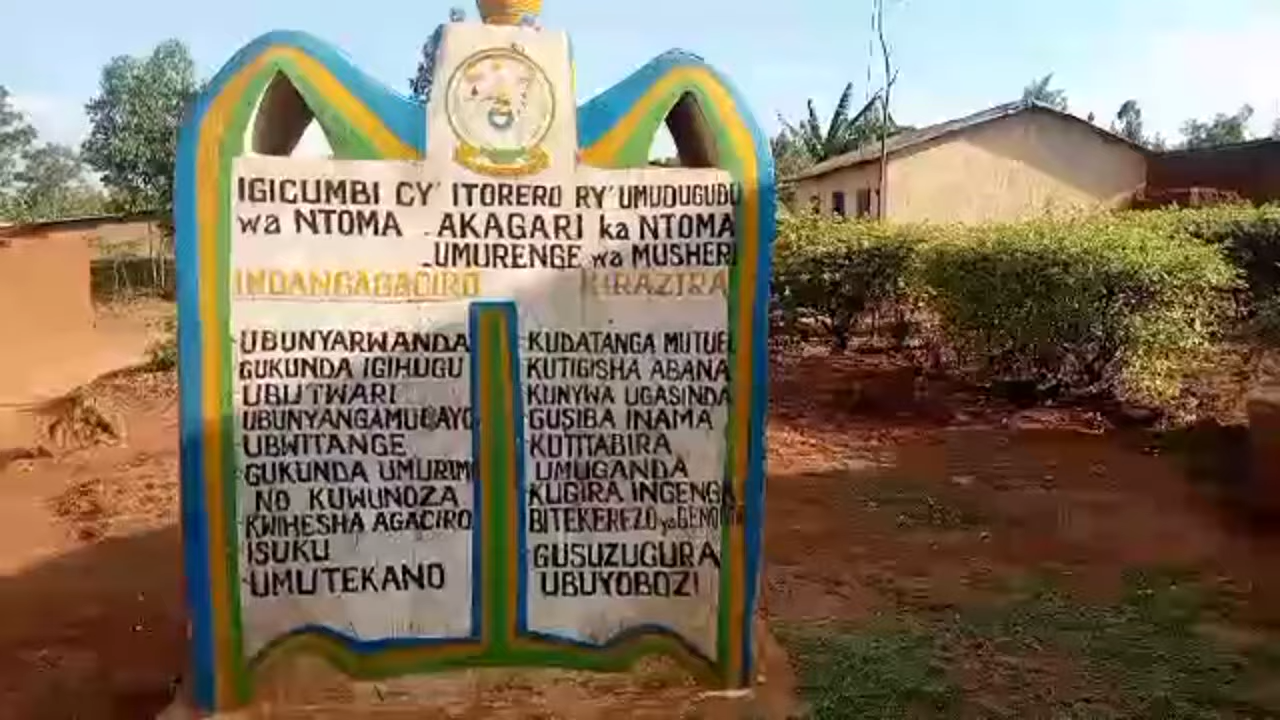 IGICUMBI CY' ITORERO RY' UMUDUGUDU
wa NTOMA - AKAGARI ka NTOMA
-UMURENGE wa MUSHERI
INDANGAGACIRO KIRAZIRA
UBUNYARWANDA
GUKUNDA IGIHUGU
UBUTWARI
UBUNYANGAMUGAYO
UBWITANGE
GUKUNDA UMURIMO
NO KUWUNOZA
KWIHESHA AGACIRO
ISUKU
UMUTEKANO
KUDATANGA MUTUEL
KUTIGISHA ABANA
KUNYWA UGASINDA
GUSIBA INAMA
KUTITABIRA
UMUGANDA
KUGIRA INGENGA
BITEKEREZO ya
GUSUZUGURA
UBUYOBOZI